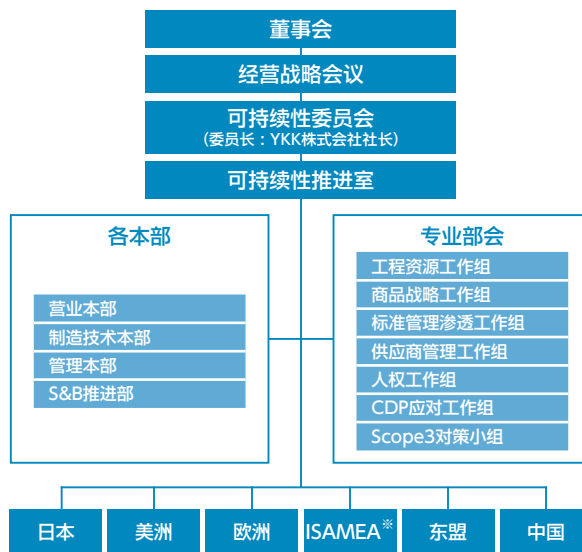 董事会
经营战略会议
可持续性委员会
(委员长：YKK株式会社社长)
可持续性推进室
各本部
营业本部
制造技术本部
管理本部
S&B推进部
专业部会
工程资源工作组
商品战略工作组
标准管理渗透工作组
供应商管理工作组
人权工作组
CDP应对工作组
Scope3对策小组
日本
美洲
欧洲
ISAMEA※
东盟
中国